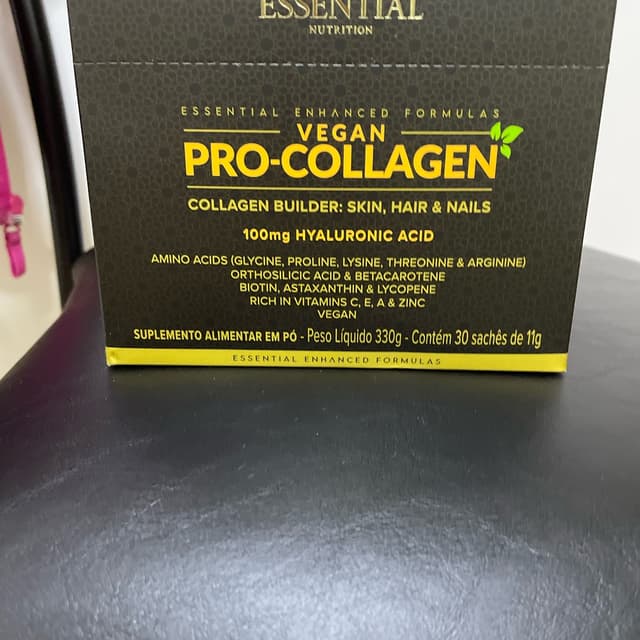 ESSENTIAL
NUTRITION
ESSENTIAL ENHANCED FORMULAS
VEGAN
PRO-COLLAGEN
COLLAGEN BUILDER: SKIN, HAIR & NAILS
100mg HYALURONIC ACID
AMINO ACIDS (GLYCINE, PROLINE, LYSINE, THREONINE & ARGININE)
ORTHOSILICIC ACID & BETACAROTENE
BIOTIN, ASTAXANTHIN & LYCOPENE
RICH IN VITAMINS C, E, A & ZINC
VEGAN
SUPLEMENTO ALIMENTAR EM PÓ - Peso Líquido 330g - Contém 30 sachês de 11g
ESSENTIAL ENHANCED FORMULAS